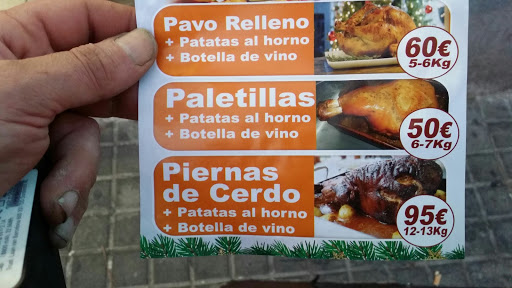 Pavo Relleno
+ Patatas al horno
+ Botella de vino
60€
5-6Kg
Paletillas
+ Patatas al horno
+ Botella de vino
50€
6-7Kg
Piernas
de Cerdo
+ Patatas al horno
+ Botella de vino
95€
12-13Kg